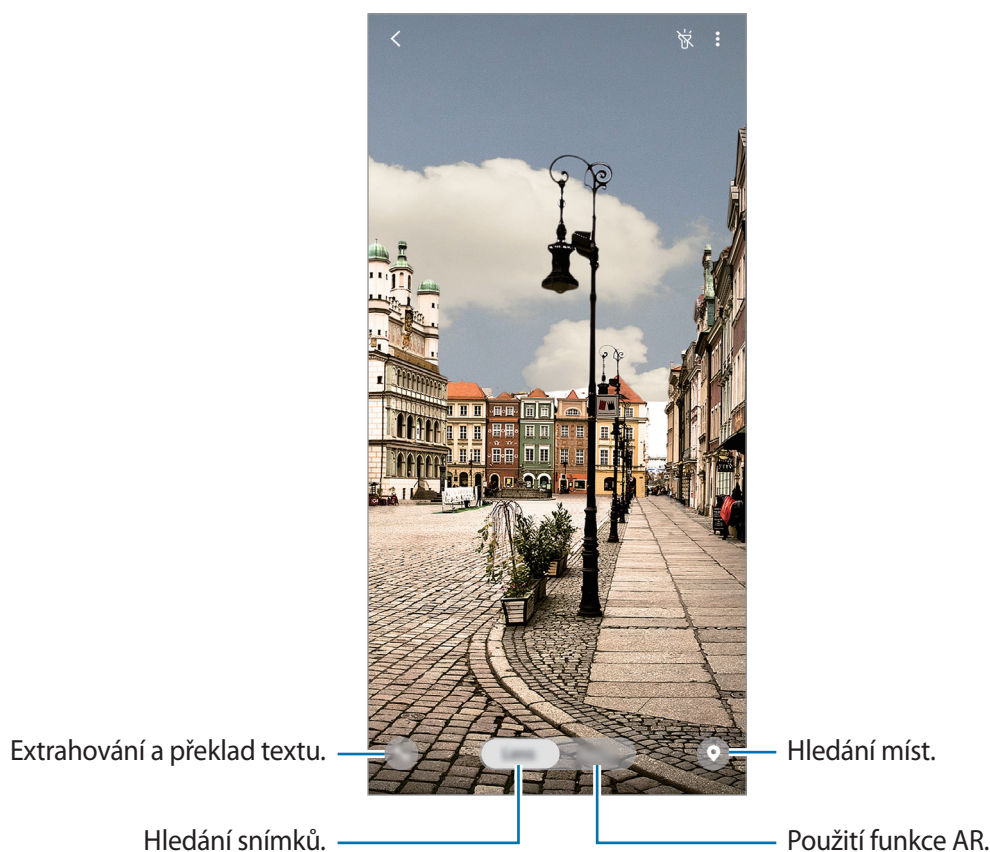 Extrahování a překlad textu.
Hledání míst.
Hledání snímků.
Použití funkce AR.